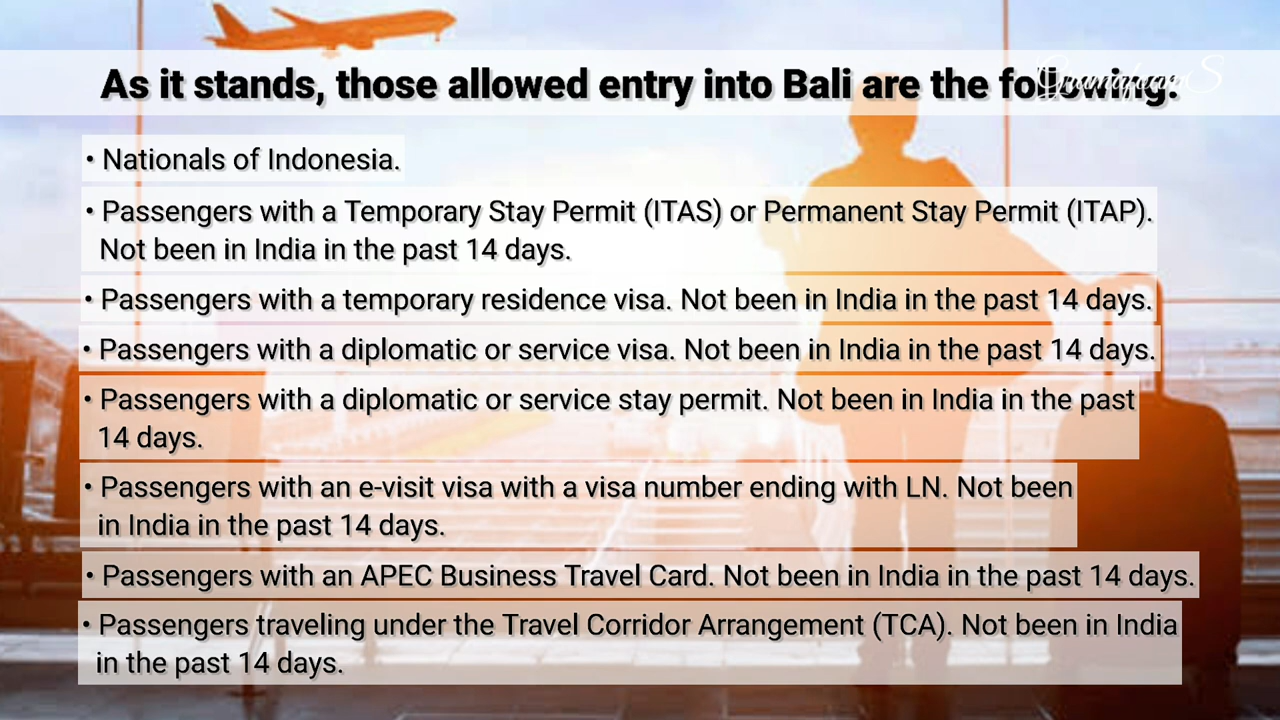 As it stands, those allowed entry into Bali are the following:
• Nationals of Indonesia.
• Passengers with a Temporary Stay Permit (ITAS) or Permanent Stay Permit (ITAP).
Not been in India in the past 14 days.
• Passengers with a temporary residence visa. Not been in India in the past 14 days.
• Passengers with a diplomatic or service visa. Not been in India in the past 14 days.
• Passengers with a diplomatic or service stay permit. Not been in India in the past
14 days.
• Passengers with an e-visit visa with a visa number ending with LN. Not been
in India in the past 14 days.
• Passengers with an APEC Business Travel Card. Not been in India in the past 14 days.
• Passengers traveling under the Travel Corridor Arrangement (TCA). Not been in India
in the past 14 days.